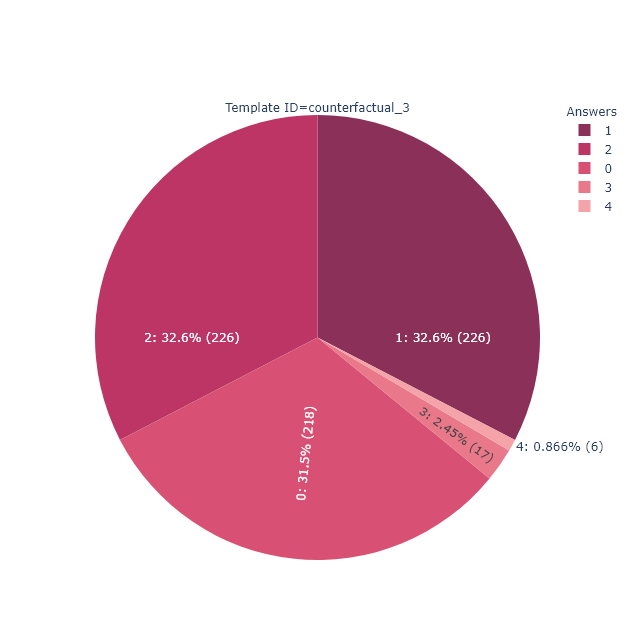 Template ID=counterfactual_3
Answers
1
2
0
3
4
2: 32.6% (226)
1: 32.6% (226)
0: 31.5% (218)
3: 2.45% (17)
4: 0.866% (6)